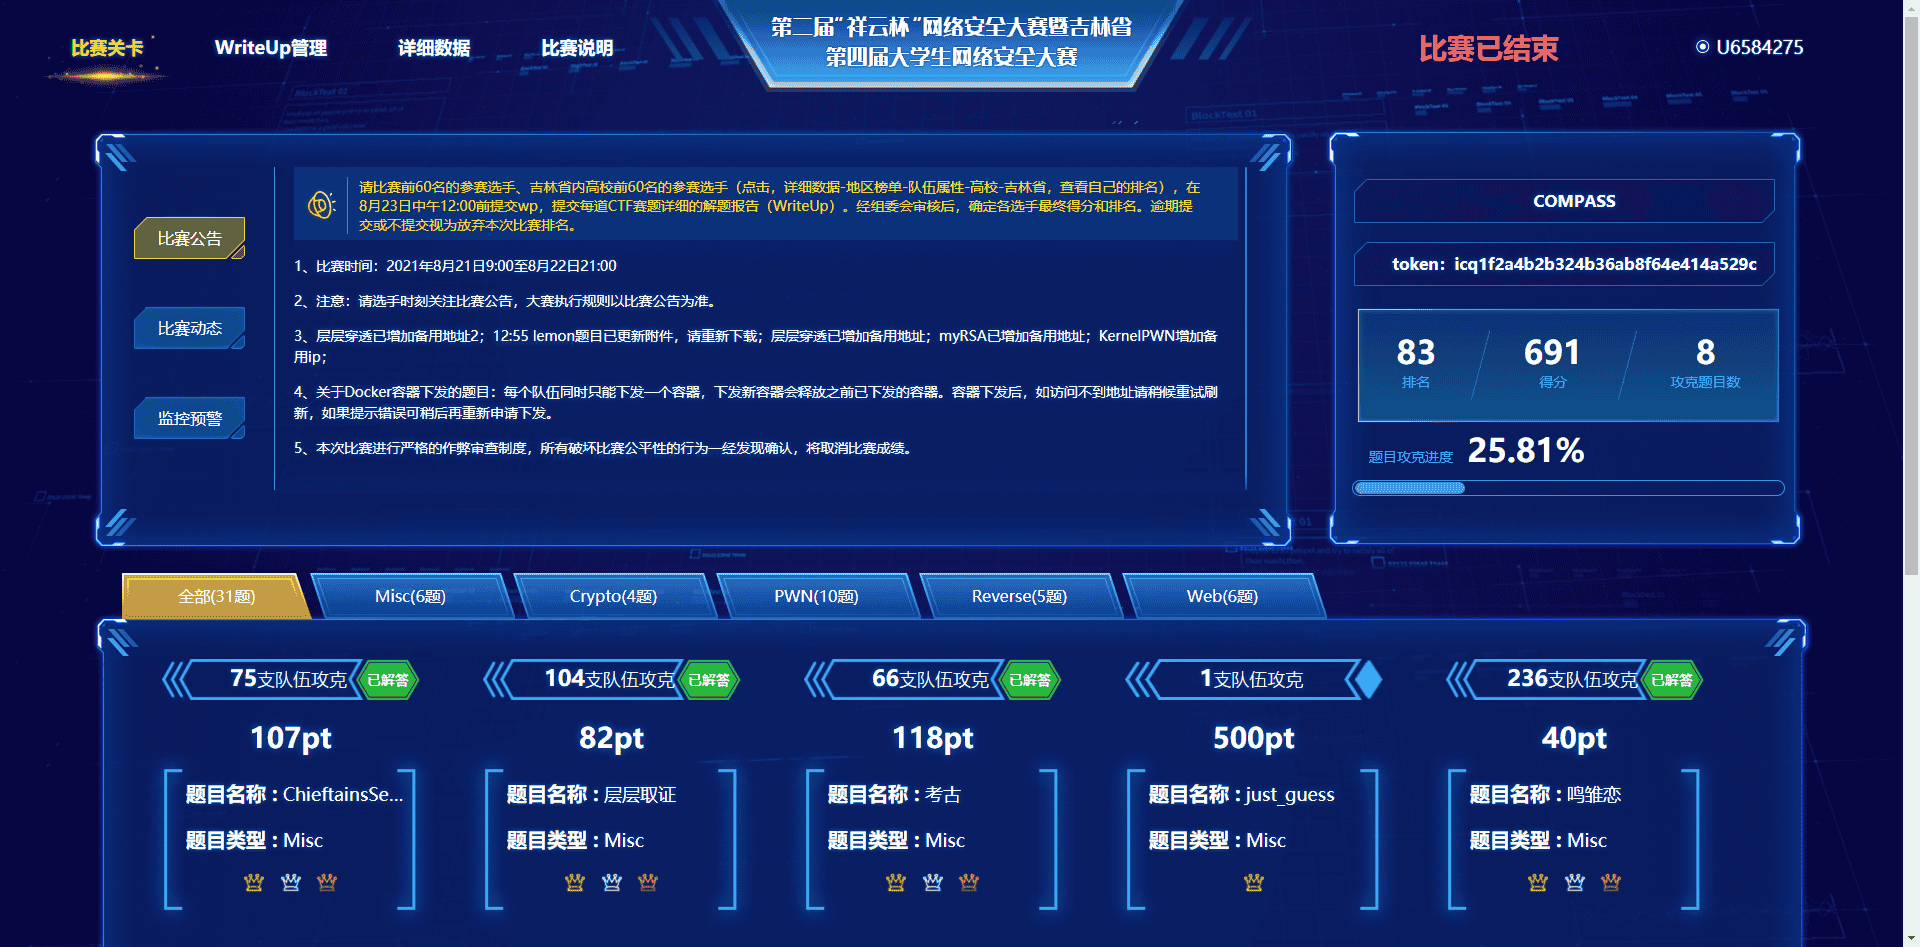 比赛关卡
WriteUp管理
详细数据
比赛说明
第二届"祥云杯"网络安全大赛暨吉林省
第四届大学生网络安全大赛
比赛已结束
U6584275
比赛公告
比赛动态
监控预警
请比赛前60名的参赛选手、吉林省内高校前60名的参赛选手（点击，详细数据-地区榜单-队伍属性-高校-吉林省，查看自己的排名），在
8月23日中午12:00前提交wp，提交每道CTF赛题详细的解题报告（WriteUp）。经组委会审核后，确定各选手最终得分和排名。逾期提
交或不提交视为放弃本次比赛排名。
1、比赛时间：2021年8月21日9:00至8月22日21:00
2、注意：请选手时刻关注比赛公告，大赛执行规则以比赛公告为准。
3、层层穿透已增加备用地址2；12:55 lemon题目已更新附件，请重新下载；层层穿透已增加备用地址；myRSA已增加备用地址；KernelPWN增加备
用ip；
4、关于Docker容器下发的题目：每个队伍同时只能下发一个容器，下发新容器会释放之前已下发的容器。容器下发后，如访问不到地址请稍候重试刷
新，如果提示错误可稍后再重新申请下发。
5、本次比赛进行严格的作弊审查制度，所有破坏比赛公平性的行为一经发现确认，将取消比赛成绩。
COMPASS
token：icq1f2a4b2b324b36ab8f64e414a529c
83
691
8
排名
得分
攻克题目数
题目攻克进度 25.81%
全部(31题)
Misc(6题)
Crypto(4题)
PWN(10题)
Reverse(5题)
Web(6题)
75支队伍攻克
已解答
107pt
题目名称 : ChieftainsSe...
题目类型 : Misc
104支队伍攻克
已解答
82pt
题目名称 : 层层取证
题目类型 : Misc
66支队伍攻克
已解答
118pt
题目名称 : 考古
题目类型 : Misc
1支队伍攻克
500pt
题目名称 : just_guess
题目类型 : Misc
236支队伍攻克
已解答
40pt
题目名称 : 鸣雏恋
题目类型 : Misc